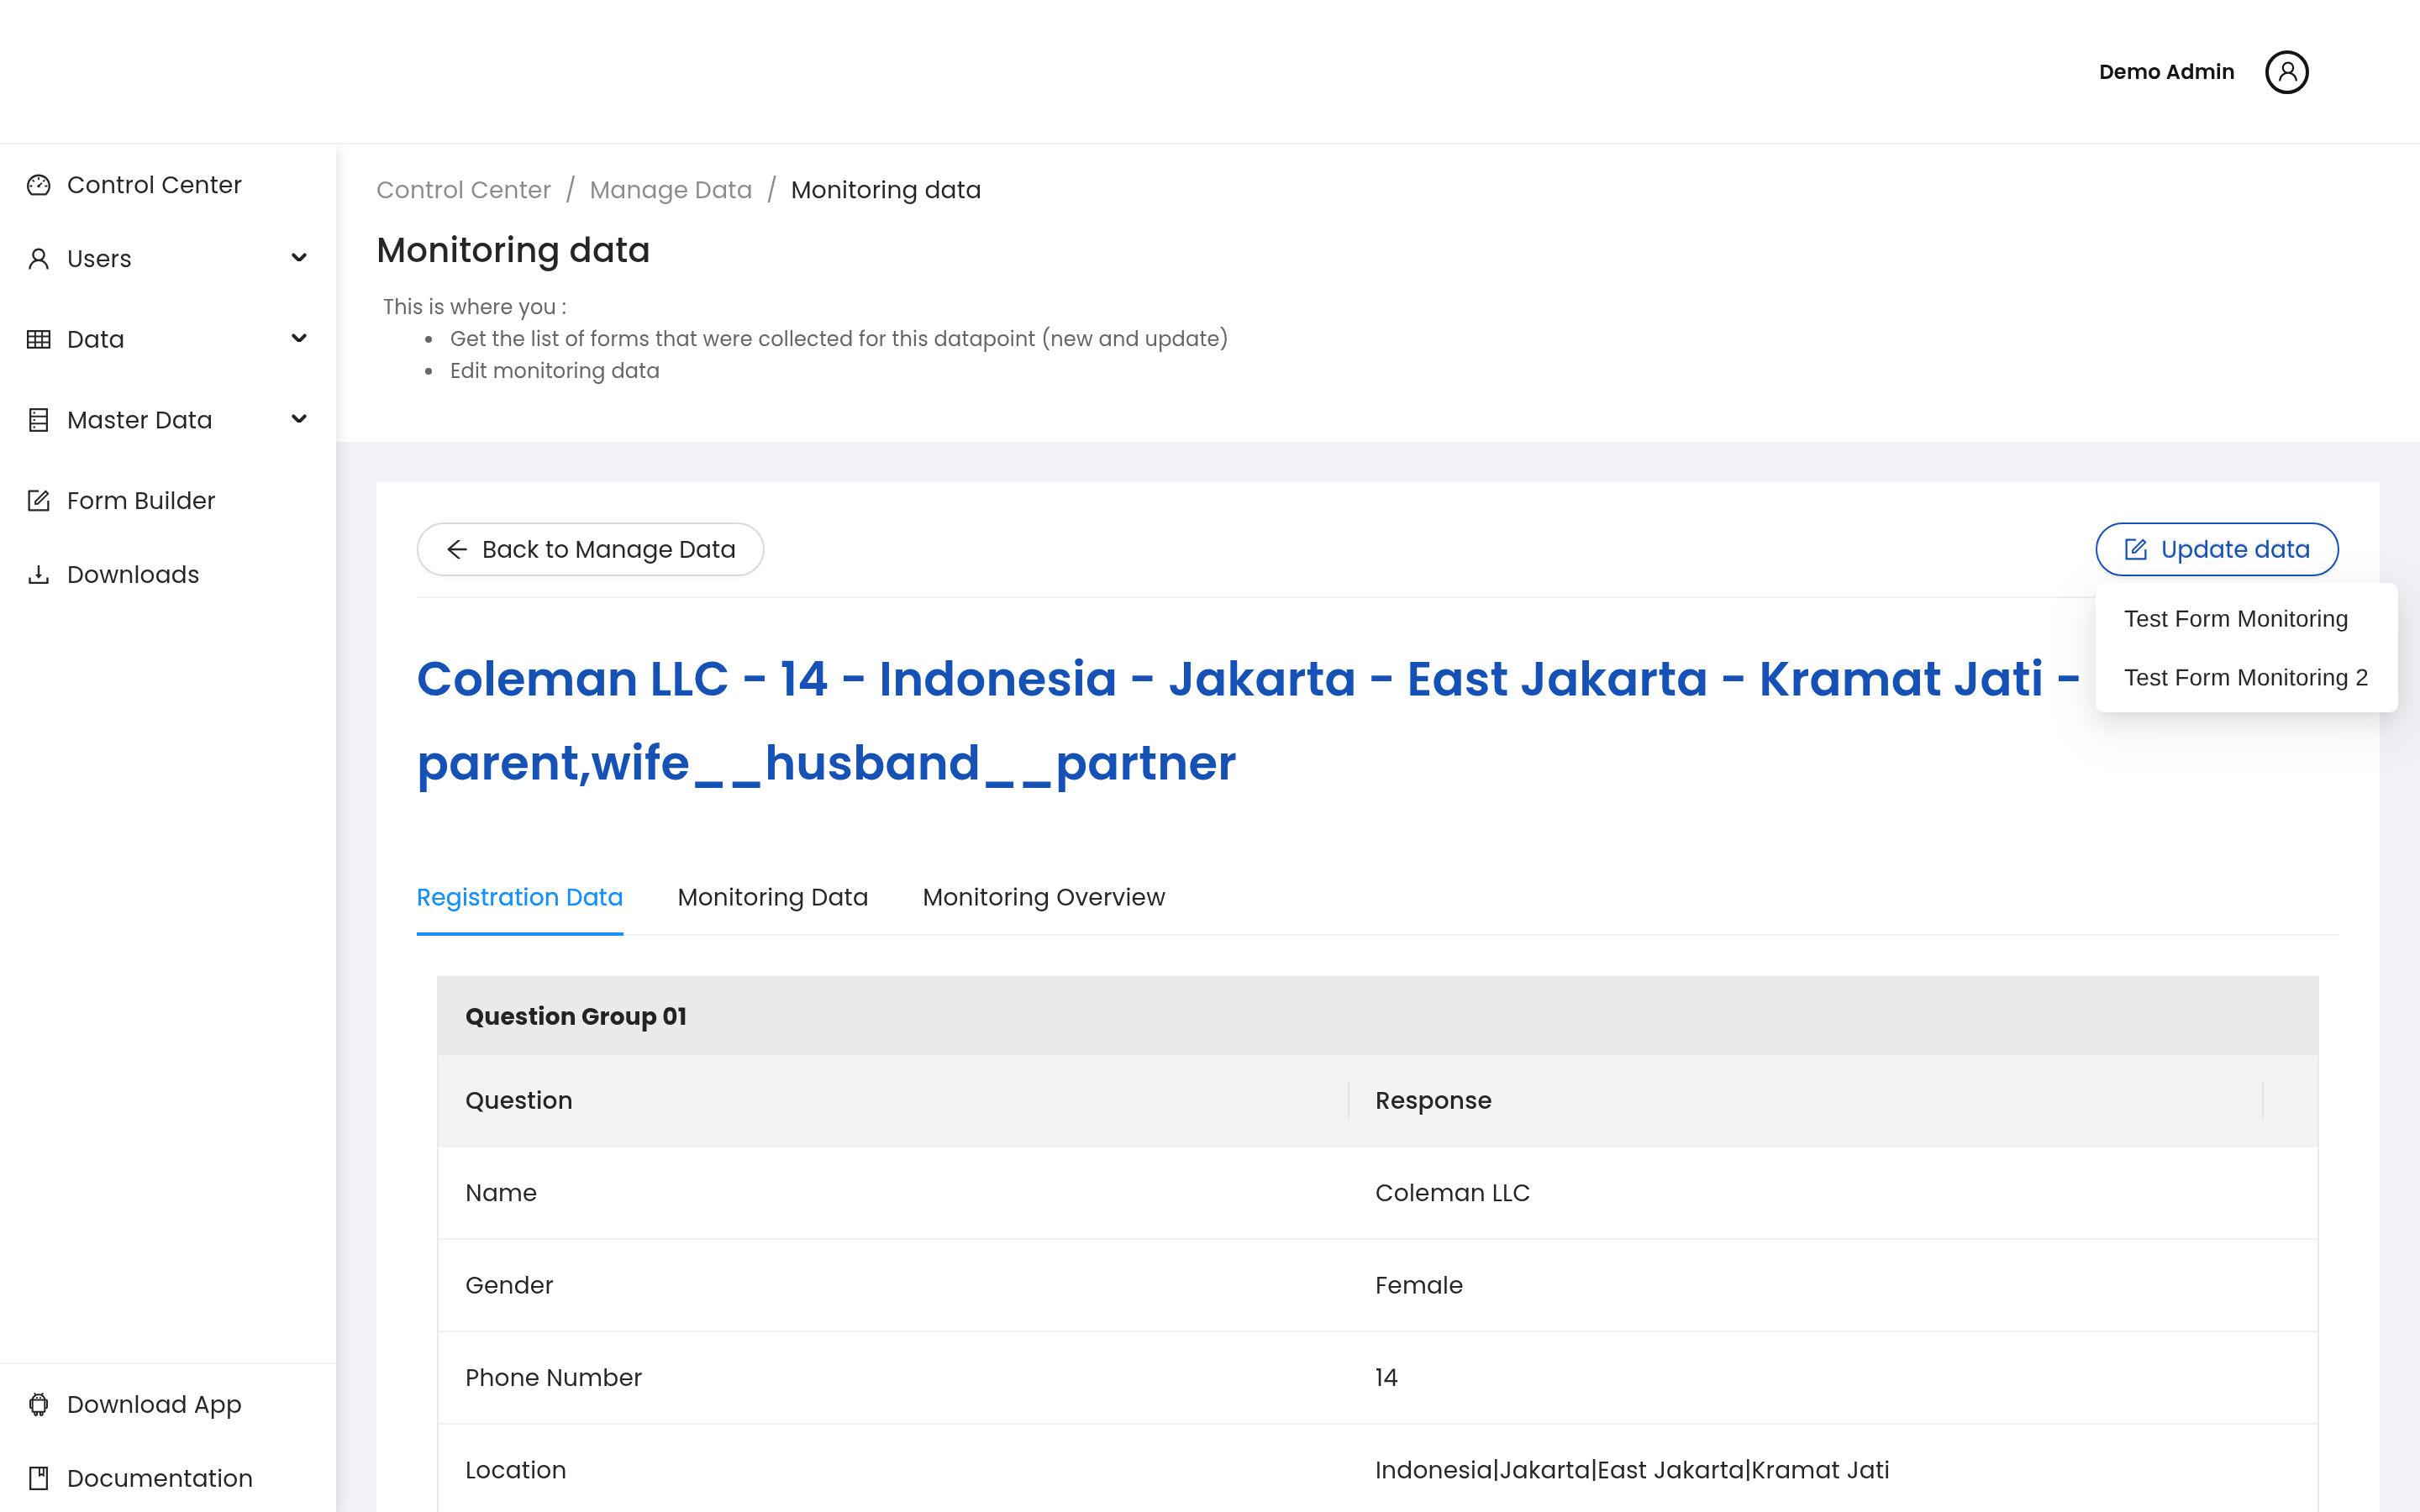 Demo Admin
Control Center
Users
Data
Master Data
Form Builder
Downloads
Download App
Documentation
Control Center / Manage Data / Monitoring data
Monitoring data
This is where you :
• Get the list of forms that were collected for this datapoint (new and update)
• Edit monitoring data
Back to Manage Data
Update data
Test Form Monitoring
Test Form Monitoring 2
Coleman LLC - 14 - Indonesia - Jakarta - East Jakarta - Kramat Jati -
parent,wife__husband__partner
Registration Data Monitoring Data Monitoring Overview
Question Group 01
Question Response
Name Coleman LLC
Gender Female
Phone Number 14
Location Indonesia|Jakarta|East Jakarta|Kramat Jati